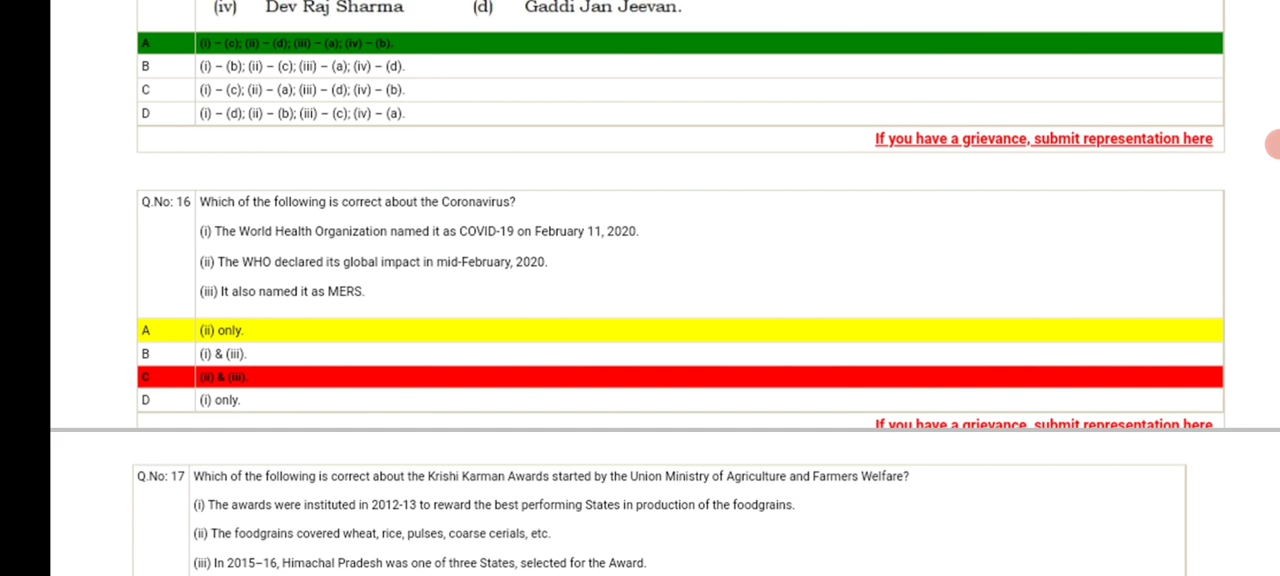 (iv) Dev Raj Sharma (d) Gaddi Jan Jeevan.
A (i) – (c); (ii) – (d); (iii) – (a); (iv) – (b).
B (i) – (b); (ii) – (c); (iii) – (a); (iv) – (d).
C (i) – (c); (ii) – (a); (iii) – (d); (iv) – (b).
D (i) – (d); (ii) – (b); (iii) – (c); (iv) – (a).
If you have a grievance, submit representation here
Q.No: 16 Which of the following is correct about the Coronavirus?
(i) The World Health Organization named it as COVID-19 on February 11, 2020.
(ii) The WHO declared its global impact in mid-February, 2020.
(iii) It also named it as MERS.
A (ii) only.
B (i) & (iii).
C (ii) & (iii).
D (i) only.
If you have a grievance, submit representation here
Q.No: 17 Which of the following is correct about the Krishi Karman Awards started by the Union Ministry of Agriculture and Farmers Welfare?
(i) The awards were instituted in 2012-13 to reward the best performing States in production of the foodgrains.
(ii) The foodgrains covered wheat, rice, pulses, coarse cerials, etc.
(iii) In 2015–16, Himachal Pradesh was one of three States, selected for the Award.